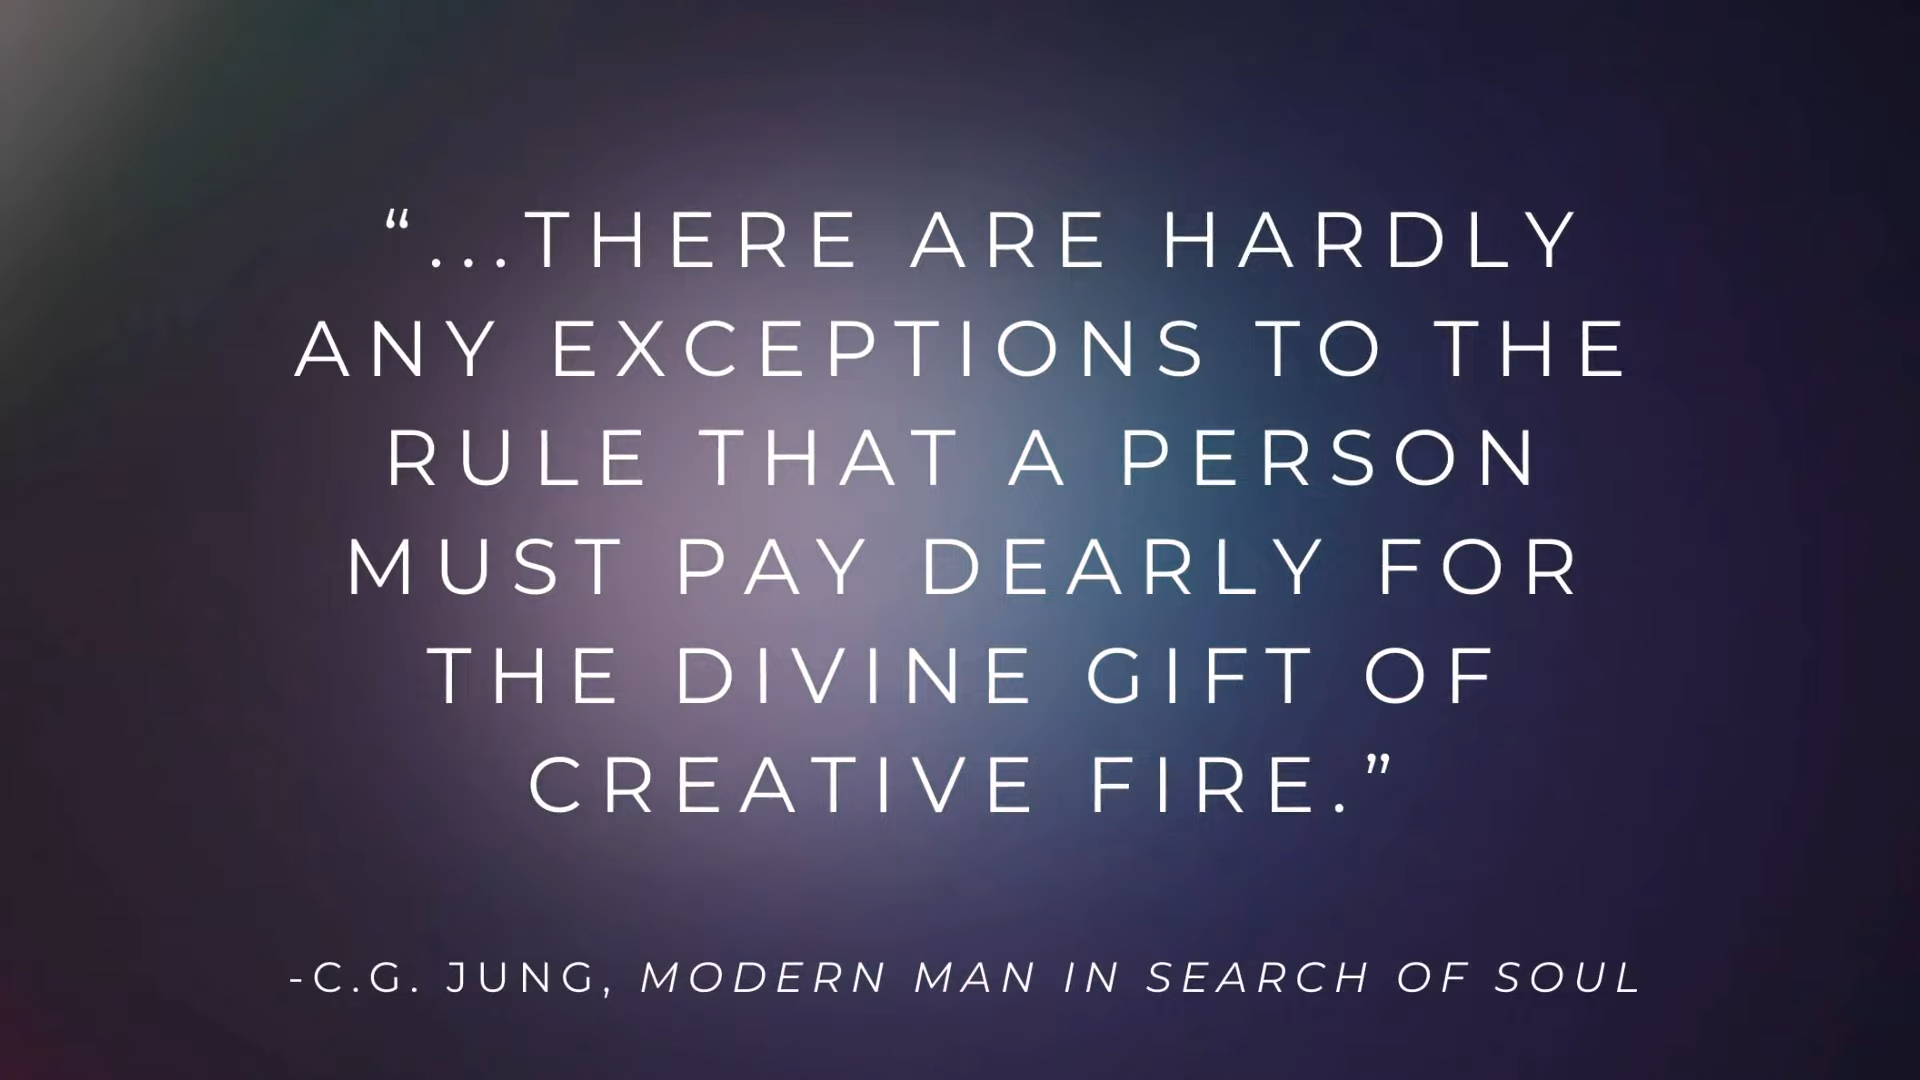 “...THERE ARE HARDLY
ANY EXCEPTIONS TO THE
RULE THAT A PERSON
MUST PAY DEARLY FOR
THE DIVINE GIFT OF
CREATIVE FIRE.”
-C.G. JUNG, MODERN MAN IN SEARCH OF SOUL